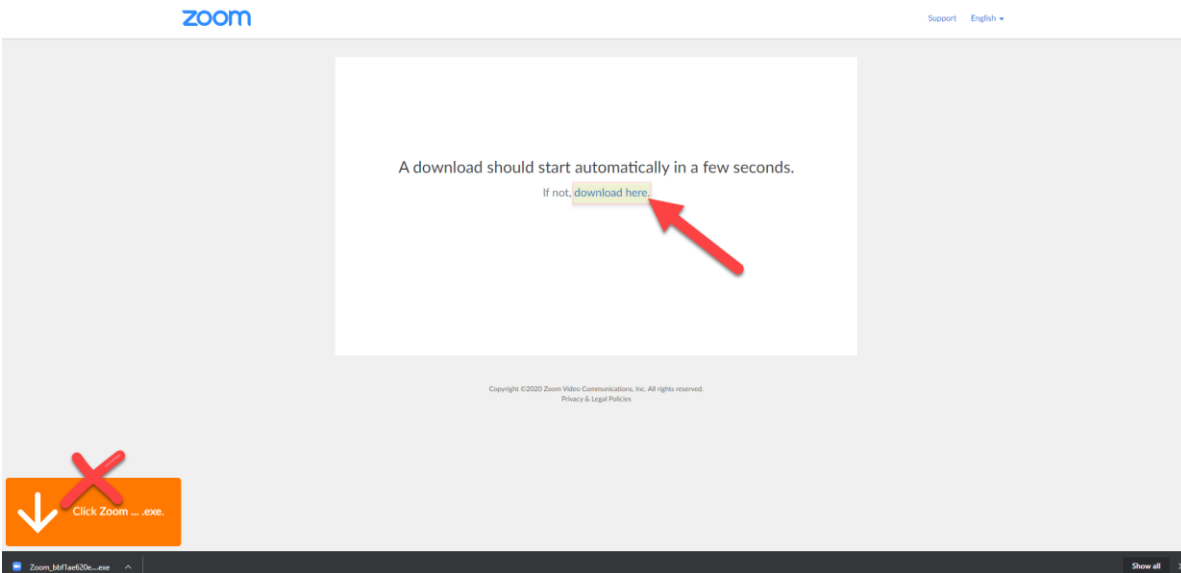 zoom
Support English
A download should start automatically in a few seconds.
If not, download here.
Copyright ©2020 Zoom Video Communications, Inc. All rights reserved.
Privacy & Legal Policies
Click Zoom ... .exe.
Zoom_bbf1ae620e....exe
Show all